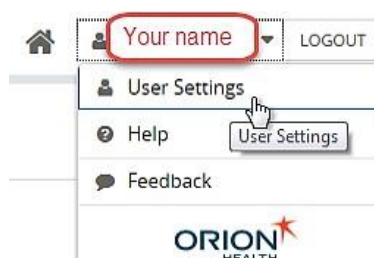 Your name LOGOUT
User Settings
Help
User Settings
Feedback
ORION
HEALTH